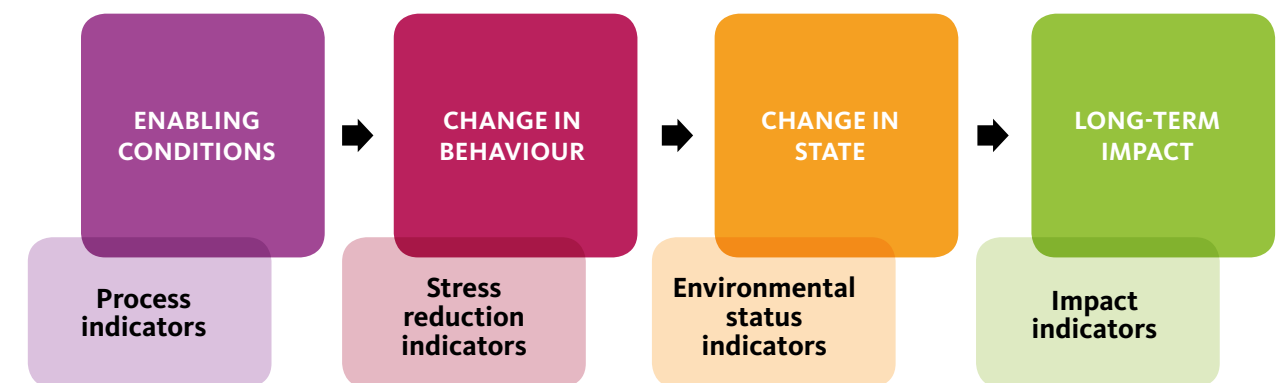 ENABLING
CONDITIONS
CHANGE IN
BEHAVIOUR
CHANGE IN
STATE
LONG-TERM
IMPACT
Process
indicators
Stress
reduction
indicators
Environmental
status
indicators
Impact
indicators